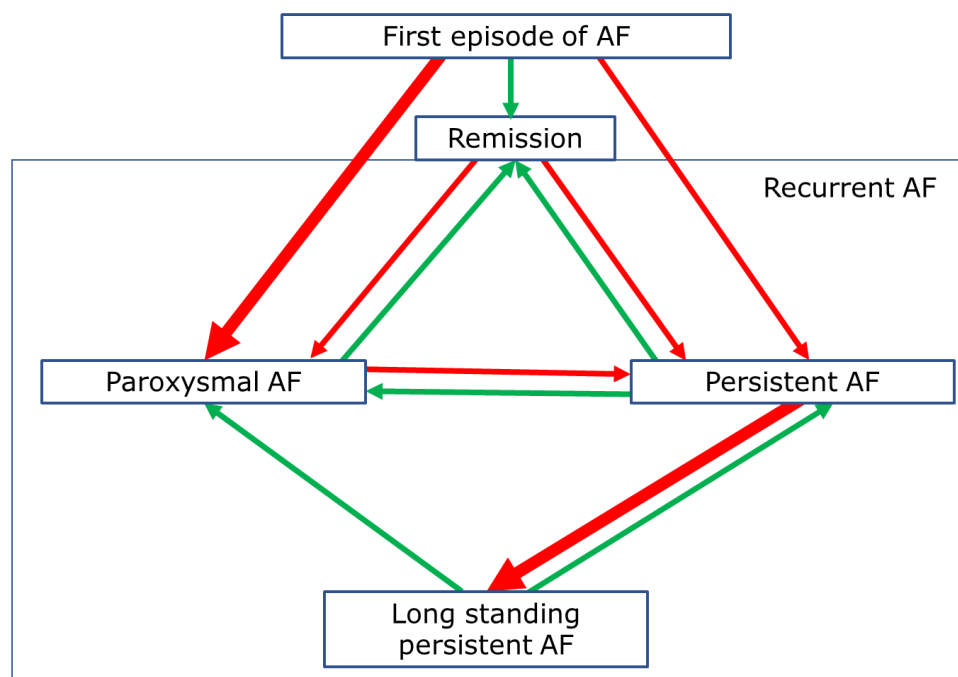 First episode of AF
Remission
Recurrent AF
Paroxysmal AF
Persistent AF
Long standing
persistent AF